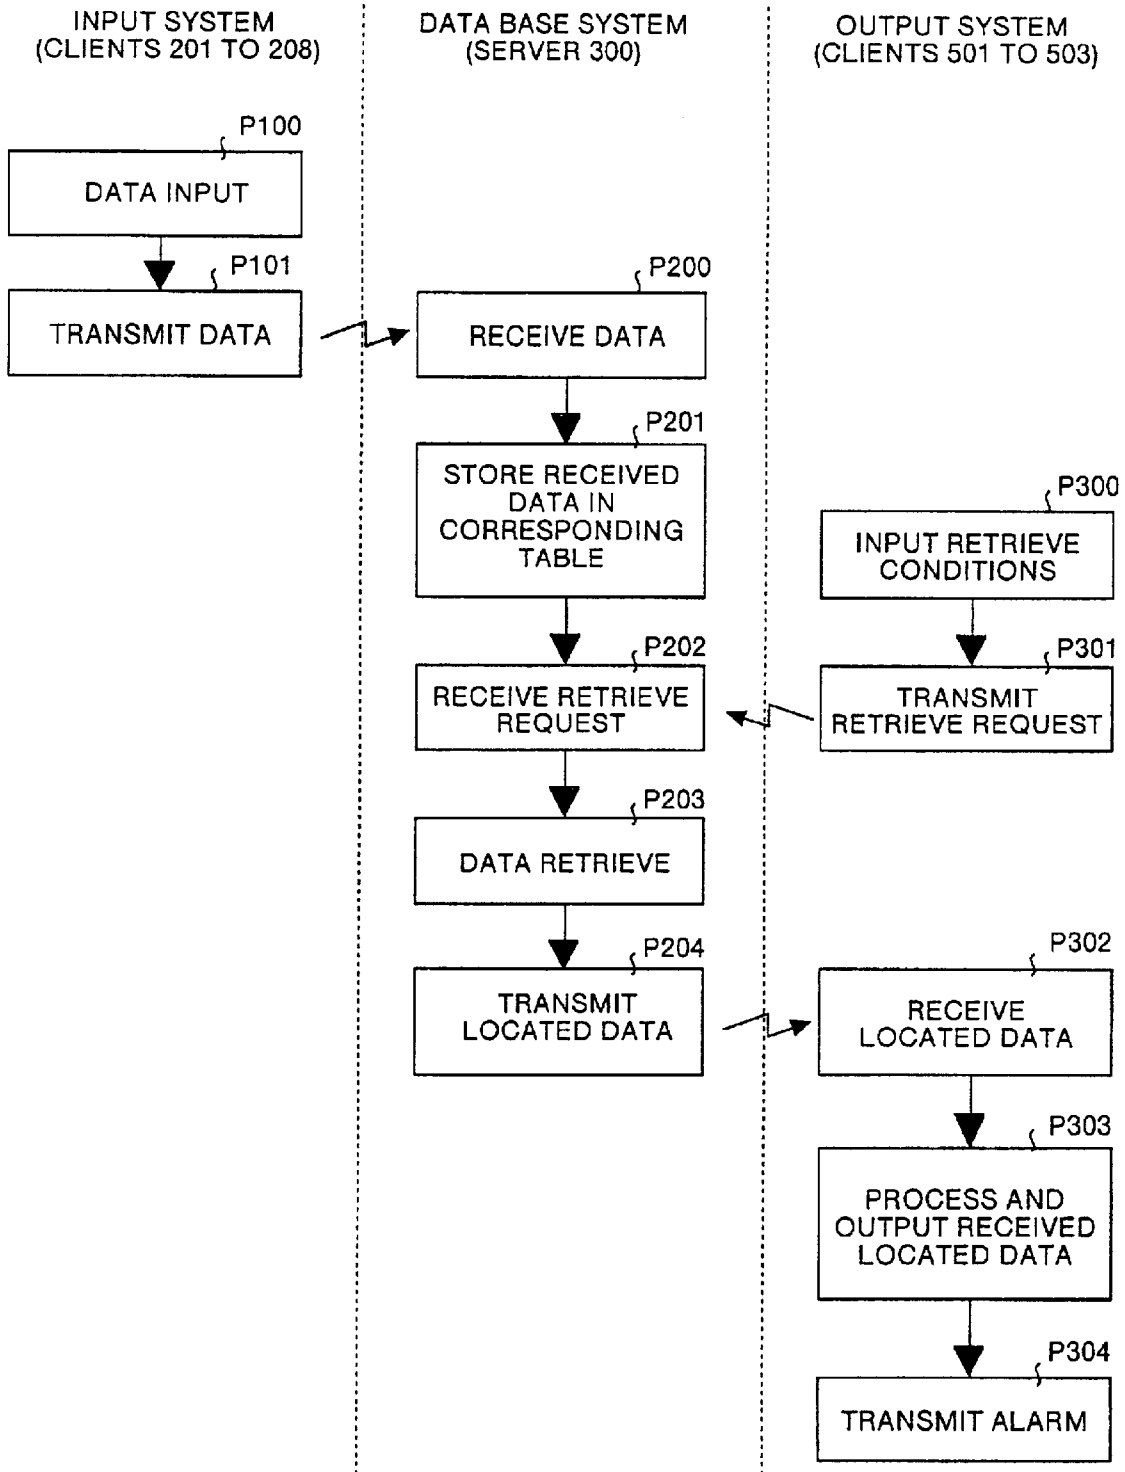 INPUT SYSTEM
(CLIENTS 201 TO 208)
DATA BASE SYSTEM
(SERVER 300)
OUTPUT SYSTEM
(CLIENTS 501 TO 503)
P100
DATA INPUT
P101
TRANSMIT DATA
P200
RECEIVE DATA
P201
STORE RECEIVED
DATA IN
CORRESPONDING
TABLE
P300
INPUT RETRIEVE
CONDITIONS
P202
RECEIVE RETRIEVE
REQUEST
P301
TRANSMIT
RETRIEVE REQUEST
P203
DATA RETRIEVE
P204
TRANSMIT
LOCATED DATA
P302
RECEIVE
LOCATED DATA
P303
PROCESS AND
OUTPUT RECEIVED
LOCATED DATA
P304
TRANSMIT ALARM